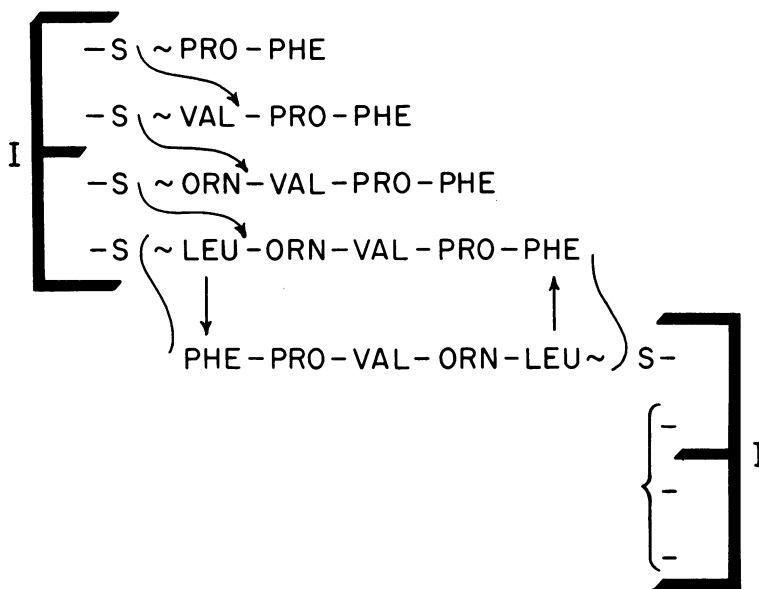 –S ~PRO–PHE
–S ~VAL–PRO–PHE
I
–S ~ORN–VAL–PRO–PHE
–S ~LEU–ORN–VAL–PRO–PHE
PHE–PRO–VAL–ORN–LEU~ S–
–
I
–
–